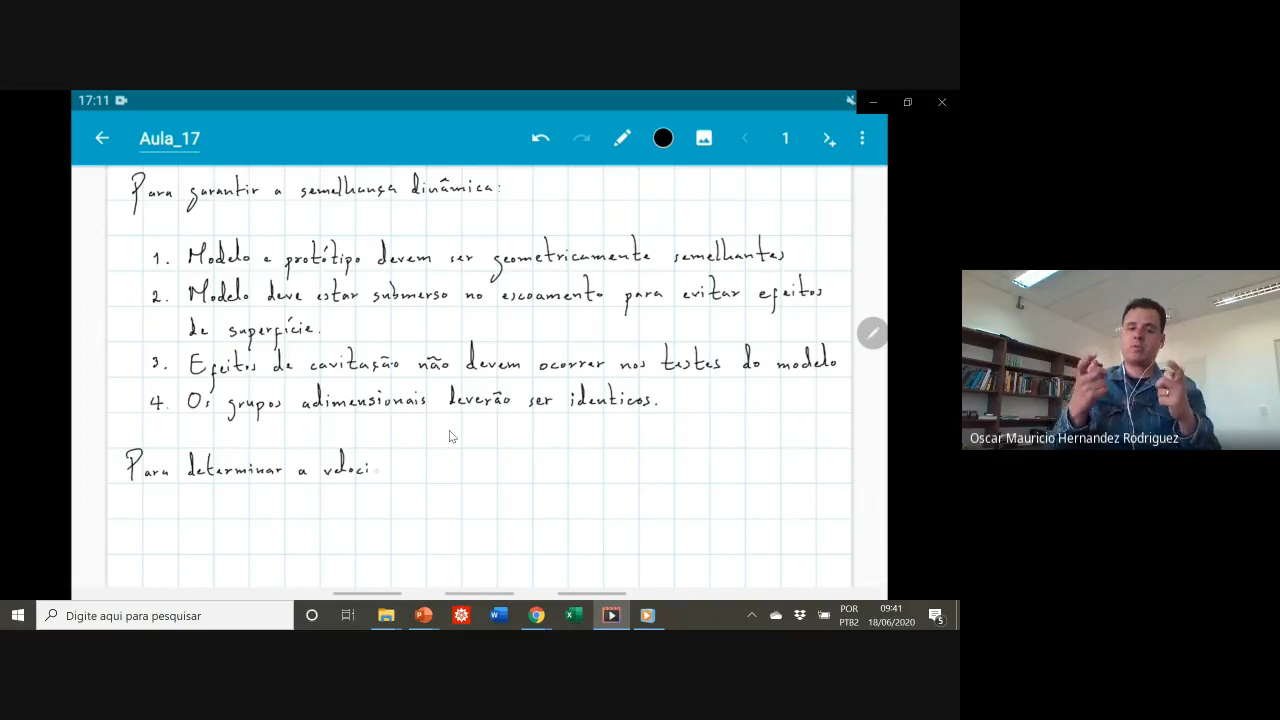 17:11
Aula_17
1
Para garantir a semelhança dinâmica:
1. Modelo e protótipo devem ser geometricamente semelhantes
2. Modelo deve estar submerso no escoamento para evitar efeitos
de superfície.
3. Efeitos de cavitação não devem ocorrer nos testes do modelo
4. Os grupos adimensionais deverão ser identicos.
Para determinar a veloci
Oscar Mauricio Hernandez Rodriguez
Digite aqui para pesquisar
POR
PTB2
09:41
18/06/2020
5